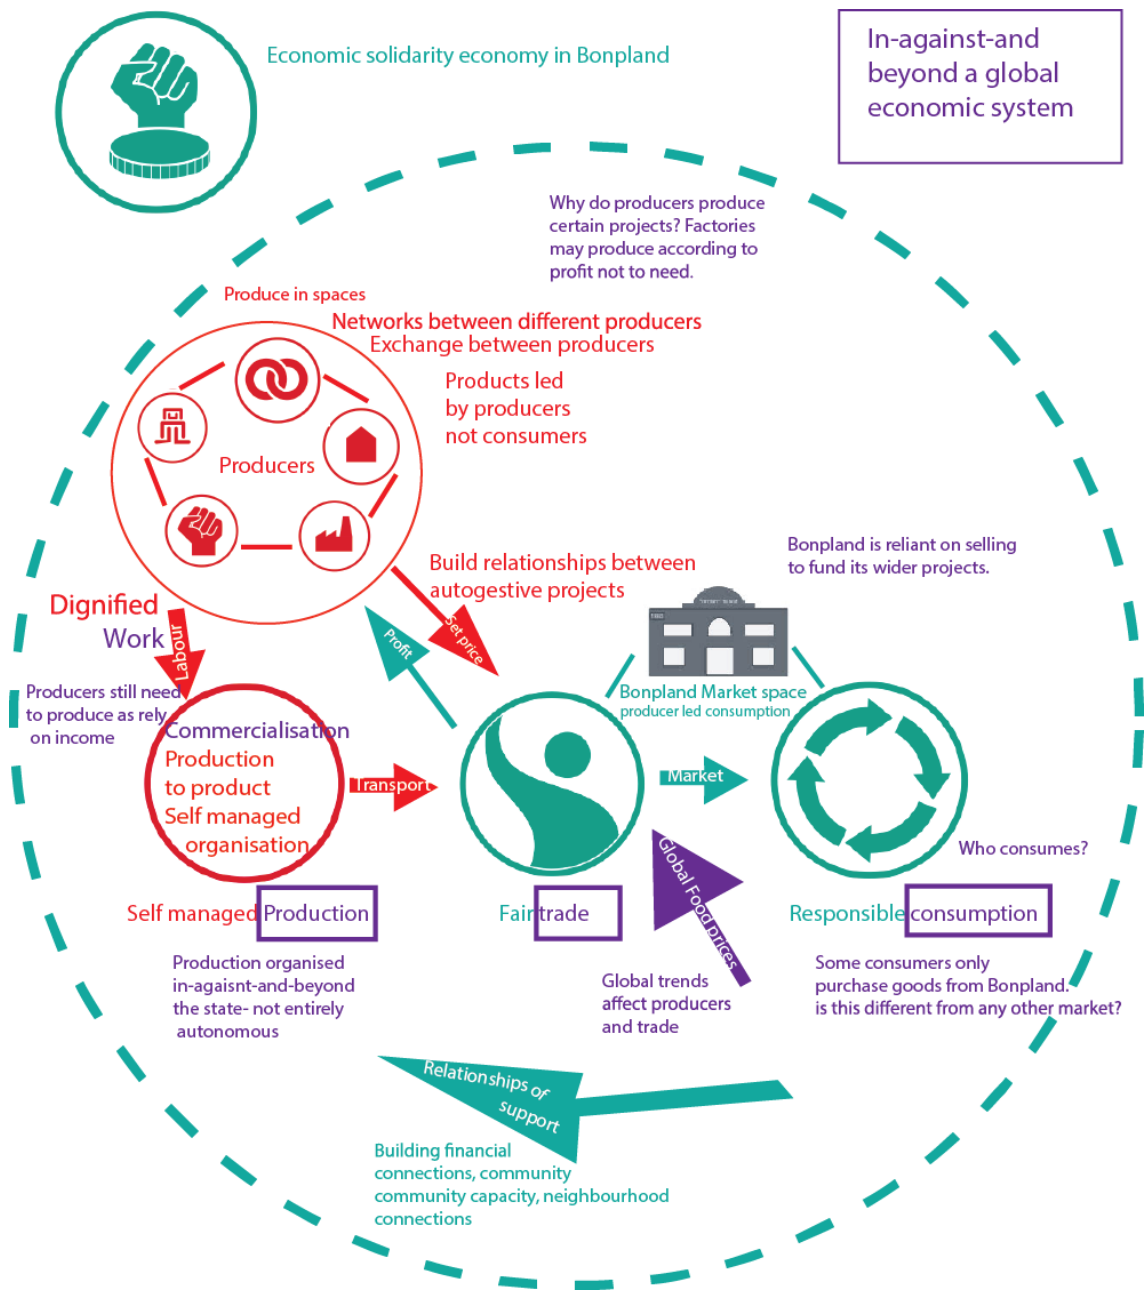 Economic solidarity economy in Bonpland
In-against-and
beyond a global
economic system
Why do producers produce
certain projects? Factories
may produce according to
profit not to need.
Produce in spaces
Networks between different producers
Exchange between producers
Products led
by producers
not consumers
Producers
Build relationships between
autogestive projects
Bonpland is reliant on selling
to fund its wider projects.
Dignified
Work
Labour
Profit
Set price
Producers still need
to produce as rely
on income
Commercialisation
Production
to product
Self managed
organisation
Transport
Bonpland Market space
producer led consumption
Market
Global Food prices
Who consumes?
Self managed Production
Fair trade
Responsible consumption
Production organised
in-agaisnt-and-beyond
the state- not entirely
autonomous
Global trends
affect producers
and trade
Some consumers only
purchase goods from Bonpland.
is this different from any other market?
Relationships of
support
Building financial
connections, community
community capacity, neighbourhood
connections